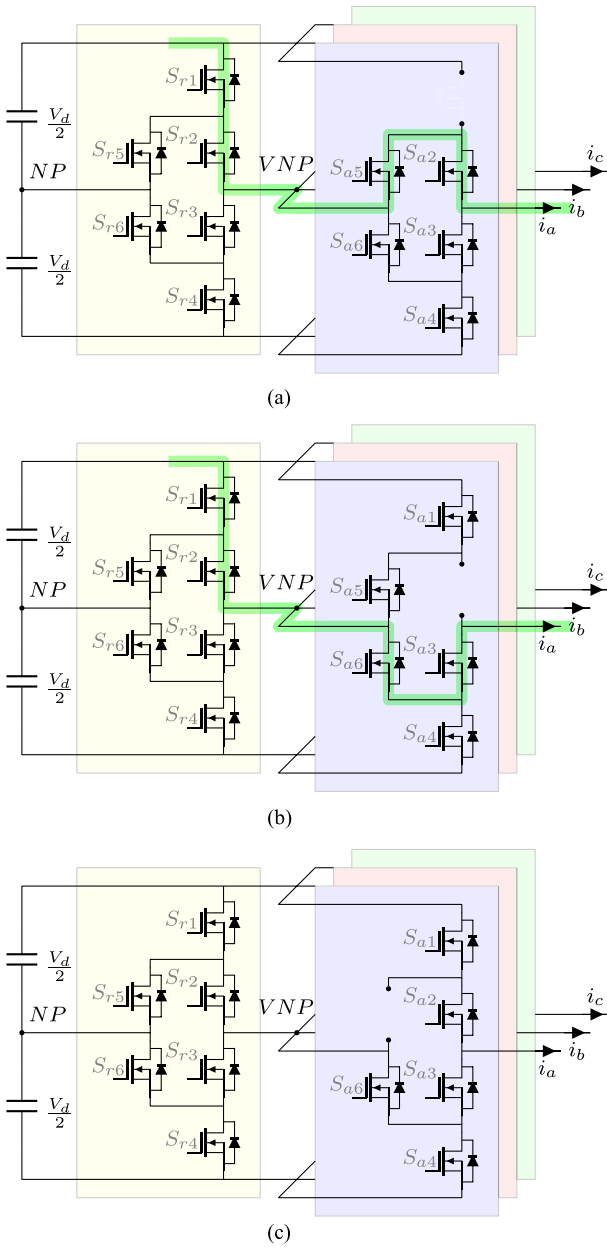 S_{r1}
V_d/2
S_{r5} S_{r2} S_{a5} S_{a2}
NP VNP i_c
i_b
i_a
S_{r6} S_{r3} S_{a6} S_{a3}
V_d/2
S_{r4} S_{a4}
(a)
S_{r1} S_{a1}
V_d/2
S_{r5} S_{r2} S_{a5}
NP VNP i_c
i_b
i_a
S_{r6} S_{r3} S_{a6} S_{a3}
V_d/2
S_{r4} S_{a4}
(b)
S_{r1} S_{a1}
V_d/2
S_{r5} S_{r2} S_{a2}
NP VNP i_c
i_b
i_a
S_{r6} S_{r3} S_{a6} S_{a3}
V_d/2
S_{r4} S_{a4}
(c)